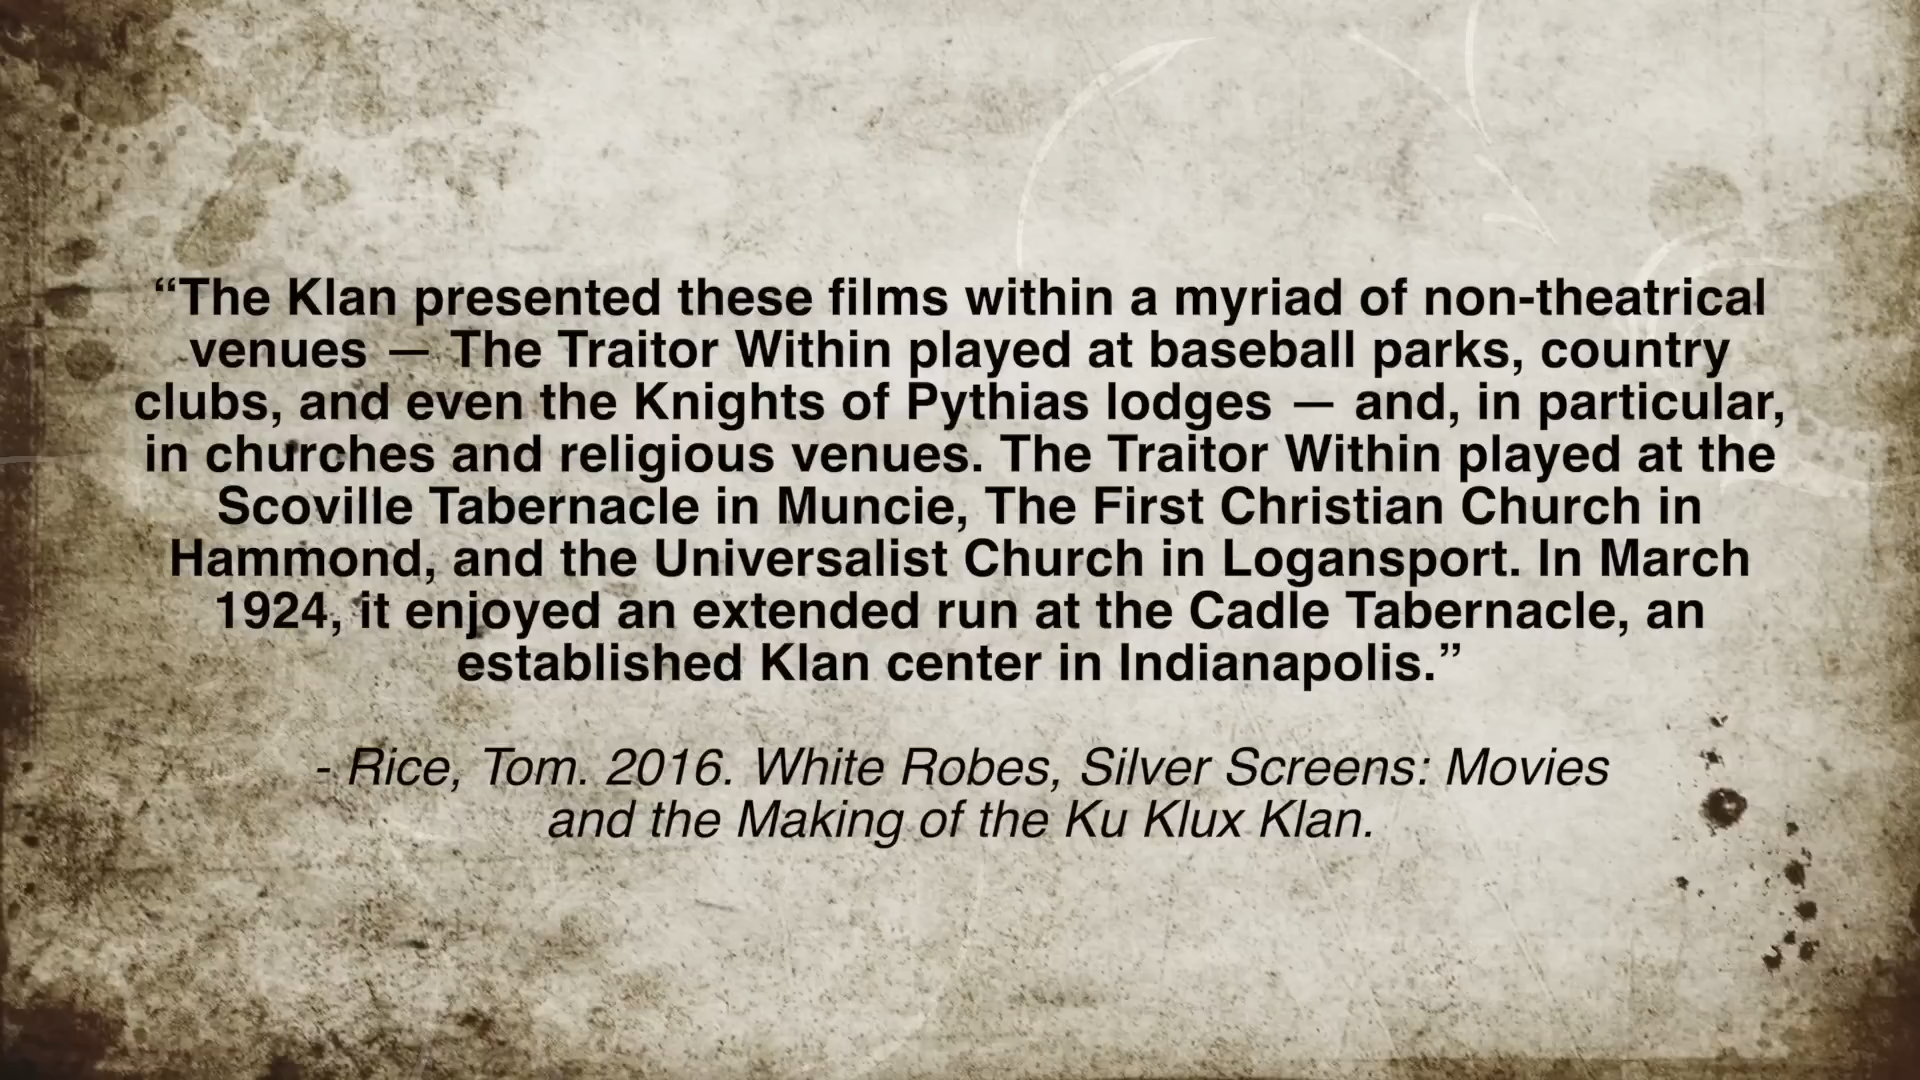 “The Klan presented these films within a myriad of non-theatrical
venues — The Traitor Within played at baseball parks, country
clubs, and even the Knights of Pythias lodges — and, in particular,
in churches and religious venues. The Traitor Within played at the
Scoville Tabernacle in Muncie, The First Christian Church in
Hammond, and the Universalist Church in Logansport. In March
1924, it enjoyed an extended run at the Cadle Tabernacle, an
established Klan center in Indianapolis.”
- Rice, Tom. 2016. White Robes, Silver Screens: Movies
and the Making of the Ku Klux Klan.